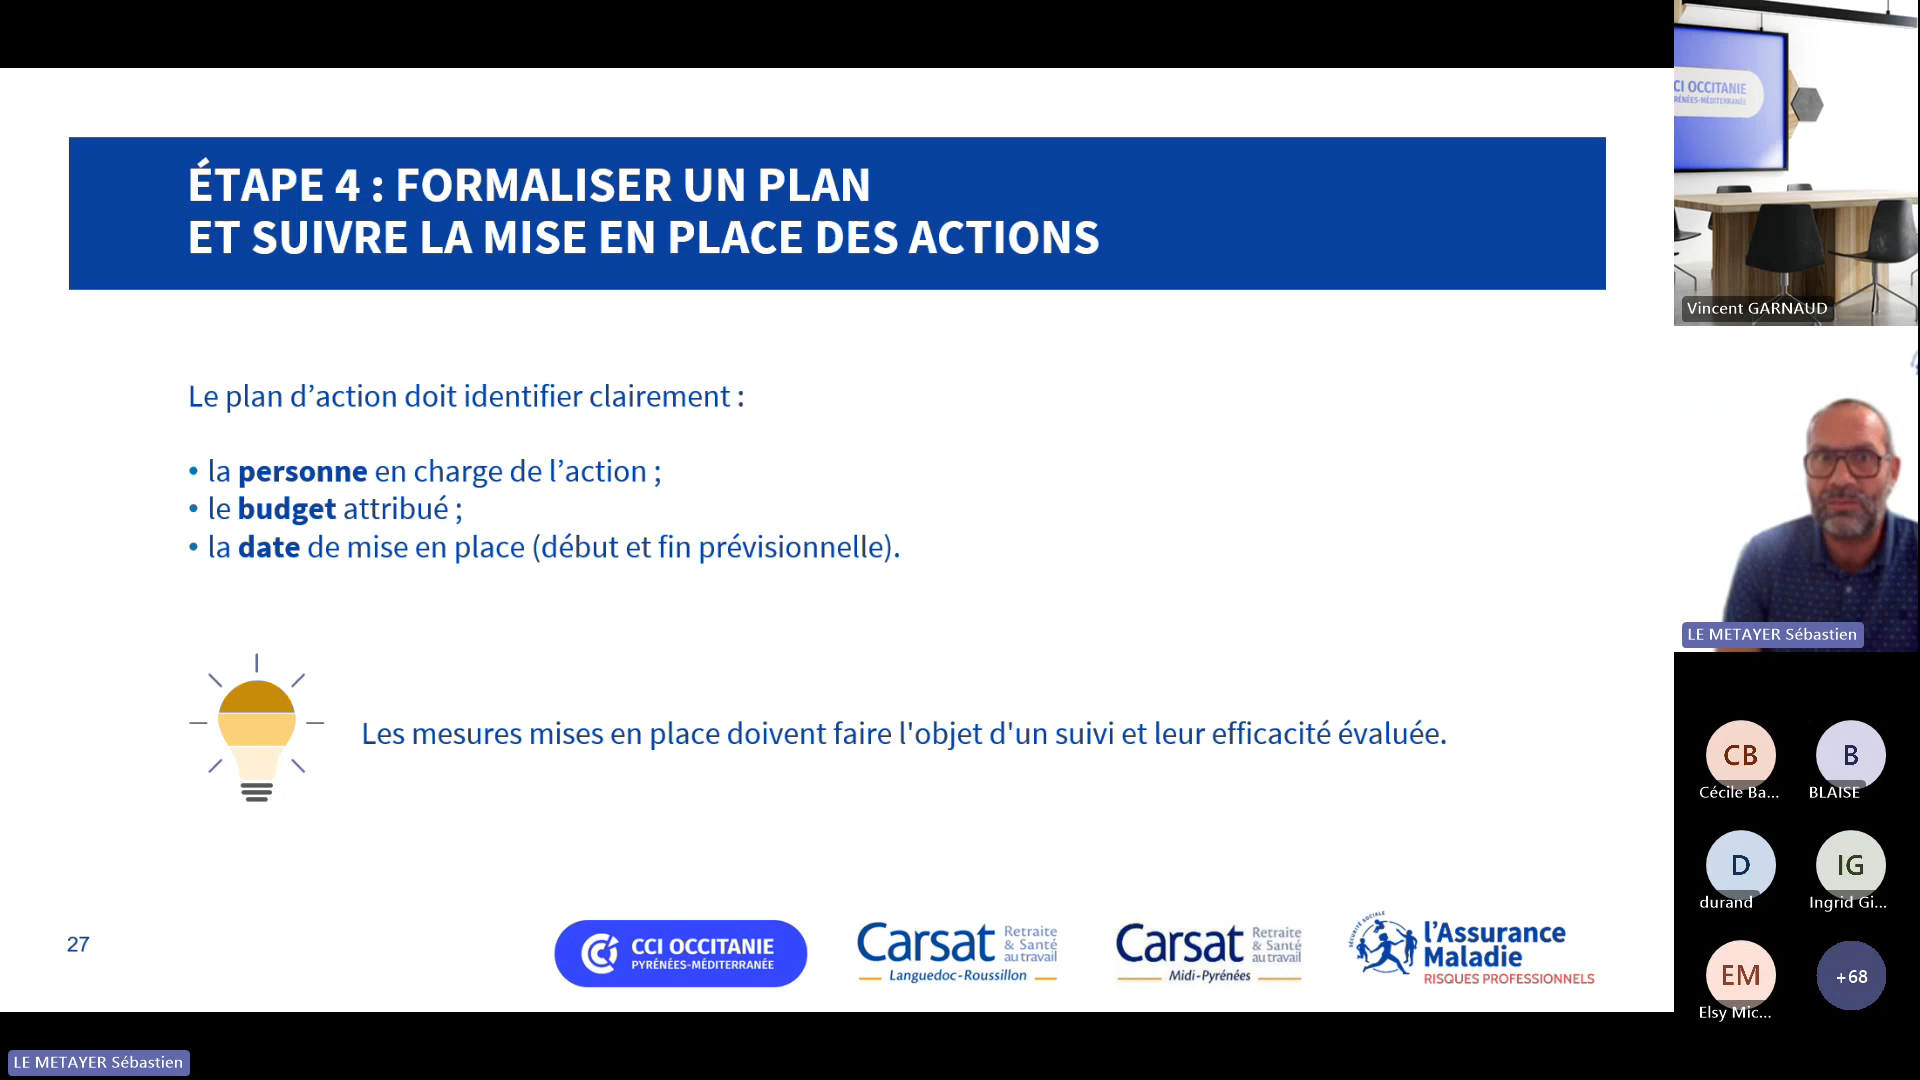 ÉTAPE 4 : FORMALISER UN PLAN
ET SUIVRE LA MISE EN PLACE DES ACTIONS
Le plan d’action doit identifier clairement :
• la personne en charge de l’action ;
• le budget attribué ;
• la date de mise en place (début et fin prévisionnelle).
Les mesures mises en place doivent faire l'objet d'un suivi et leur efficacité évaluée.
27
CCI OCCITANIE
PYRÉNÉES-MÉDITERRANÉE
Carsat Retraite
& Santé
au travail
Languedoc-Roussillon
Carsat Retraite
& Santé
au travail
Midi-Pyrénées
SÉCURITÉ SOCIALE
l'Assurance
Maladie
RISQUES PROFESSIONNELS
LE METAYER Sébastien
CI OCCITANIE
RÉNÉES-MÉDITERRANÉE
Vincent GARNAUD
LE METAYER Sébastien
CB
Cécile Ba...
B
BLAISE
D
durand
IG
Ingrid Gi...
EM
Elsy Mic...
+68